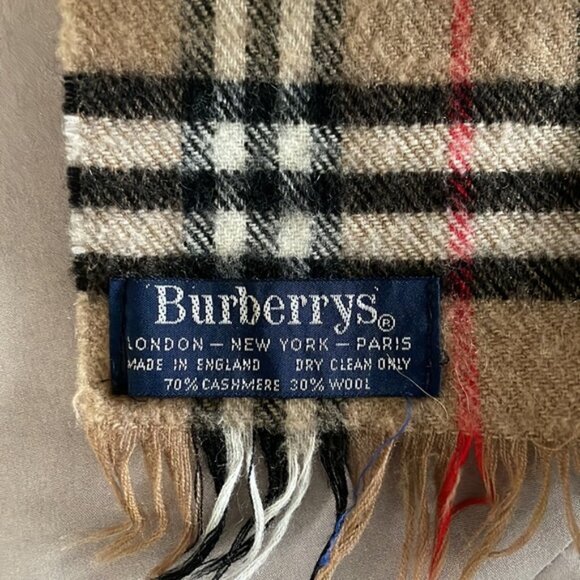 Burberrys®
LONDON — NEW YORK — PARIS
MADE IN ENGLAND DRY CLEAN ONLY
70% CASHMERE 30% WOOL